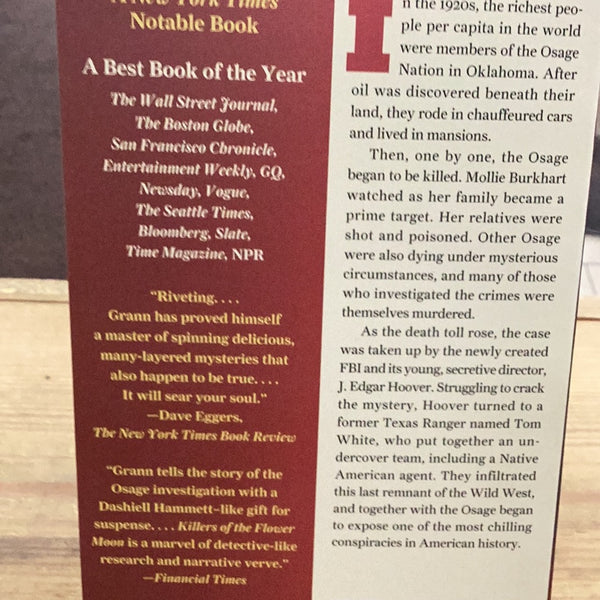 A New York Times
Notable Book
A Best Book of the Year
The Wall Street Journal,
The Boston Globe,
San Francisco Chronicle,
Entertainment Weekly, GQ,
Newsday, Vogue,
The Seattle Times,
Bloomberg, Slate,
Time Magazine, NPR
“Riveting. . . .
Grann has proved himself
a master of spinning delicious,
many-layered mysteries that
also happen to be true. . . .
It will sear your soul.”
—Dave Eggers,
The New York Times Book Review
“Grann tells the story of the
Osage investigation with a
Dashiell Hammett–like gift for
suspense. . . . Killers of the Flower
Moon is a marvel of detective-like
research and narrative verve.”
—Financial Times
In the 1920s, the richest peo-
ple per capita in the world
were members of the Osage
Nation in Oklahoma. After
oil was discovered beneath their
land, they rode in chauffeured cars
and lived in mansions.
Then, one by one, the Osage
began to be killed. Mollie Burkhart
watched as her family became a
prime target. Her relatives were
shot and poisoned. Other Osage
were also dying under mysterious
circumstances, and many of those
who investigated the crimes were
themselves murdered.
As the death toll rose, the case
was taken up by the newly created
FBI and its young, secretive director,
J. Edgar Hoover. Struggling to crack
the mystery, Hoover turned to a
former Texas Ranger named Tom
White, who put together an un-
dercover team, including a Native
American agent. They infiltrated
this last remnant of the Wild West,
and together with the Osage began
to expose one of the most chilling
conspiracies in American history.